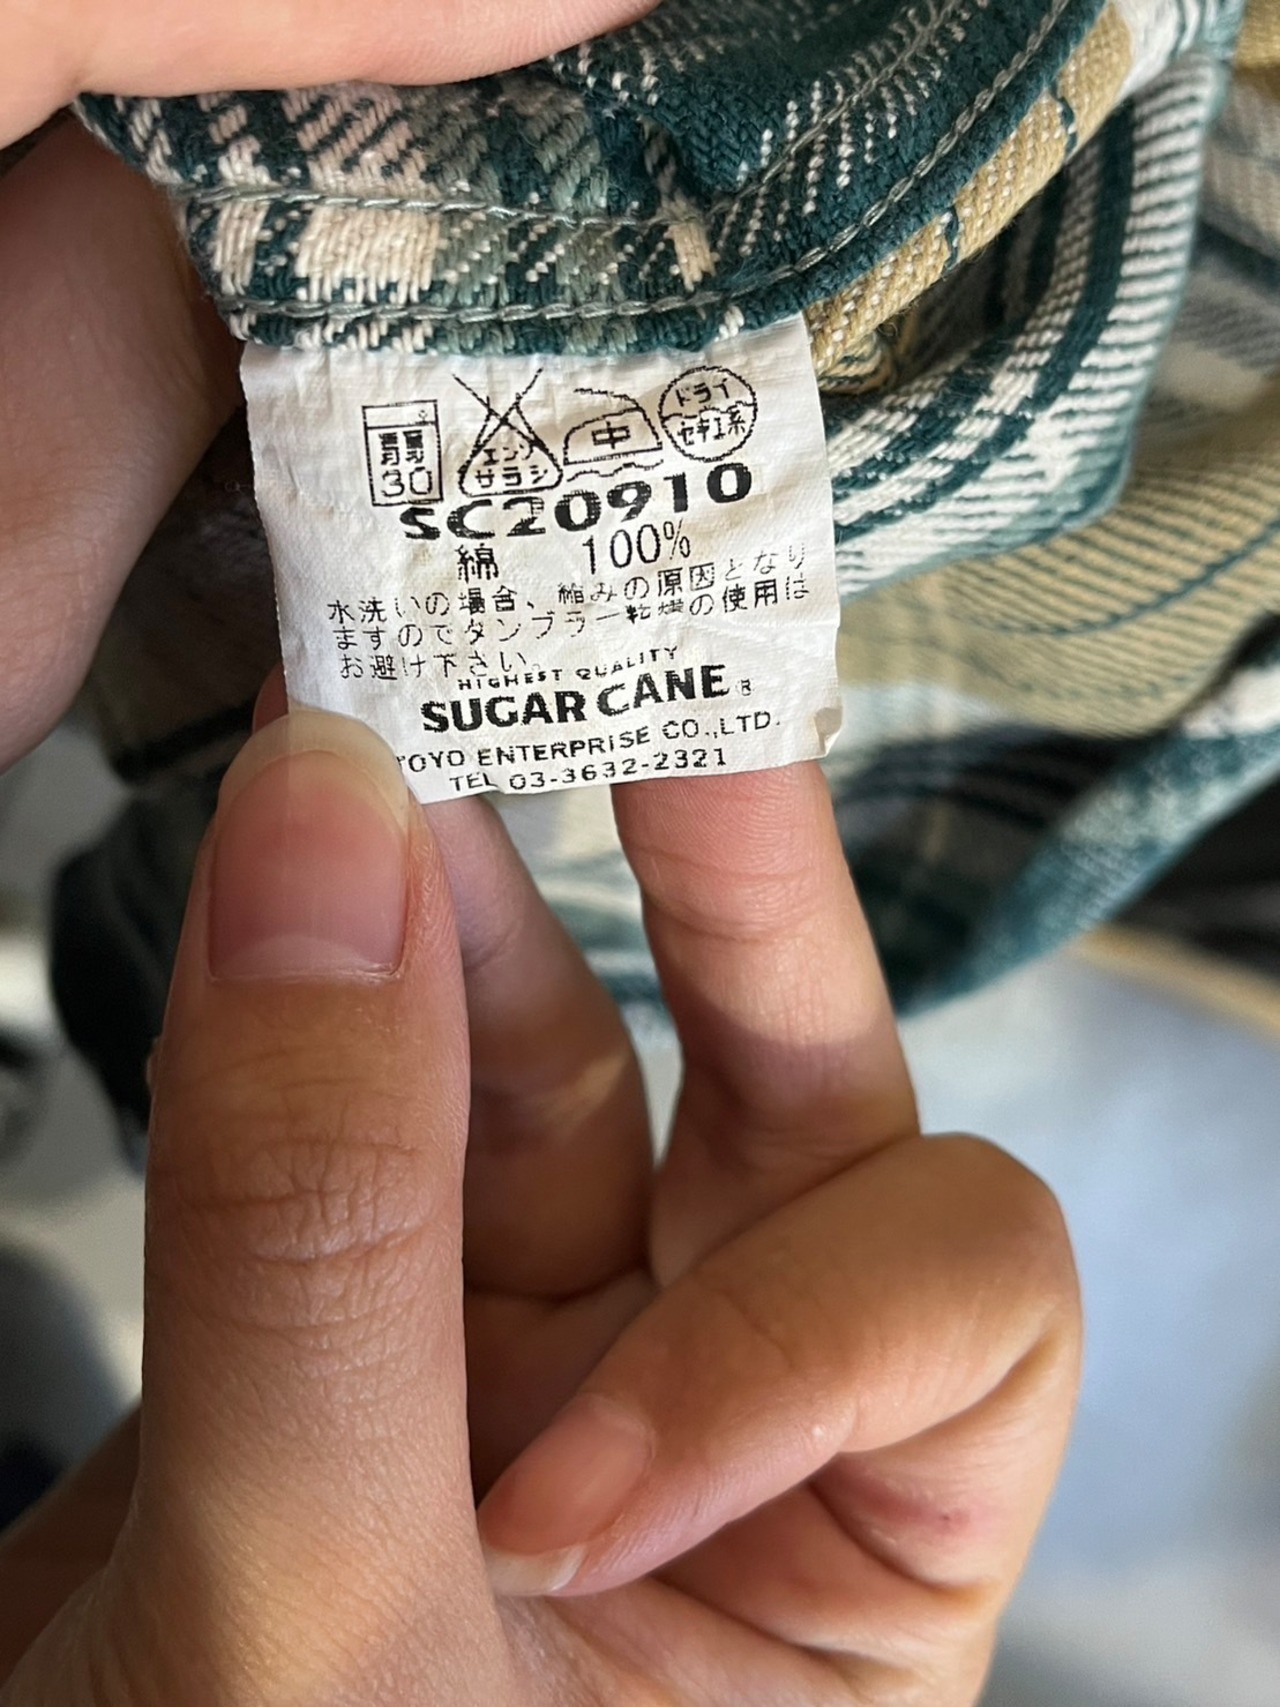 30
エンソ
サラシ
中
ドライ
セキユ系
SC20910
綿 100%
水洗いの場合、縮みの原因となり
ますのでタンブラー乾燥の使用は
お避け下さい。
HIGHEST QUALITY
SUGAR CANE®
TOYO ENTERPRISE CO.,LTD.
TEL 03-3632-2321